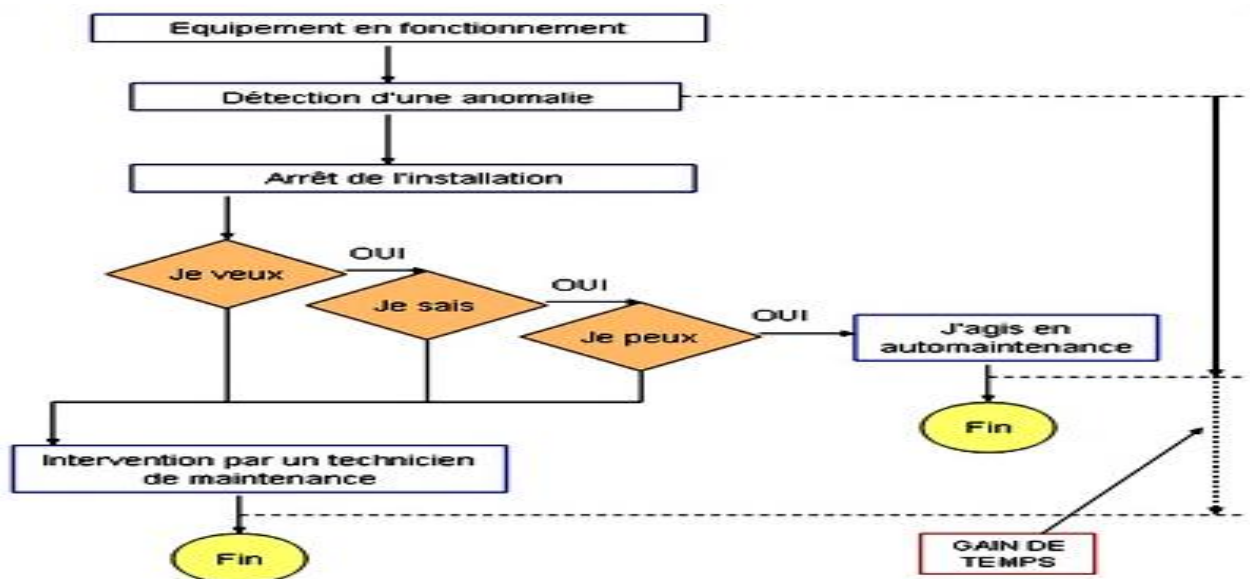 Equipement en fonctionnement
Détection d'une anomalie
Arrêt de l'installation
Je veux
OUI
Je sais
OUI
Je peux
OUI
J'agis en
automaintenance
Fin
Intervention par un technicien
de maintenance
Fin
GAIN DE
TEMPS